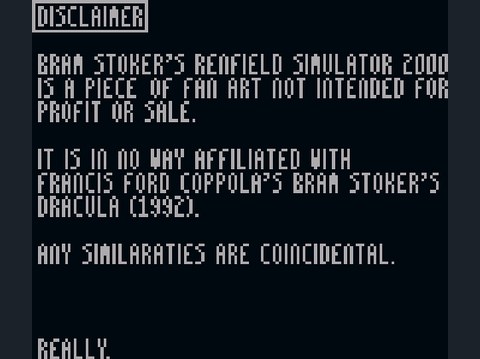 DISCLAIMER
BRAM STOKER'S RENFIELD SIMULATOR 2000
IS A PIECE OF FAN ART NOT INTENDED FOR
PROFIT OR SALE.
IT IS IN NO WAY AFFILIATED WITH
FRANCIS FORD COPPOLA'S BRAM STOKER'S
DRACULA (1992).
ANY SIMILARATIES ARE COINCIDENTAL.
REALLY.